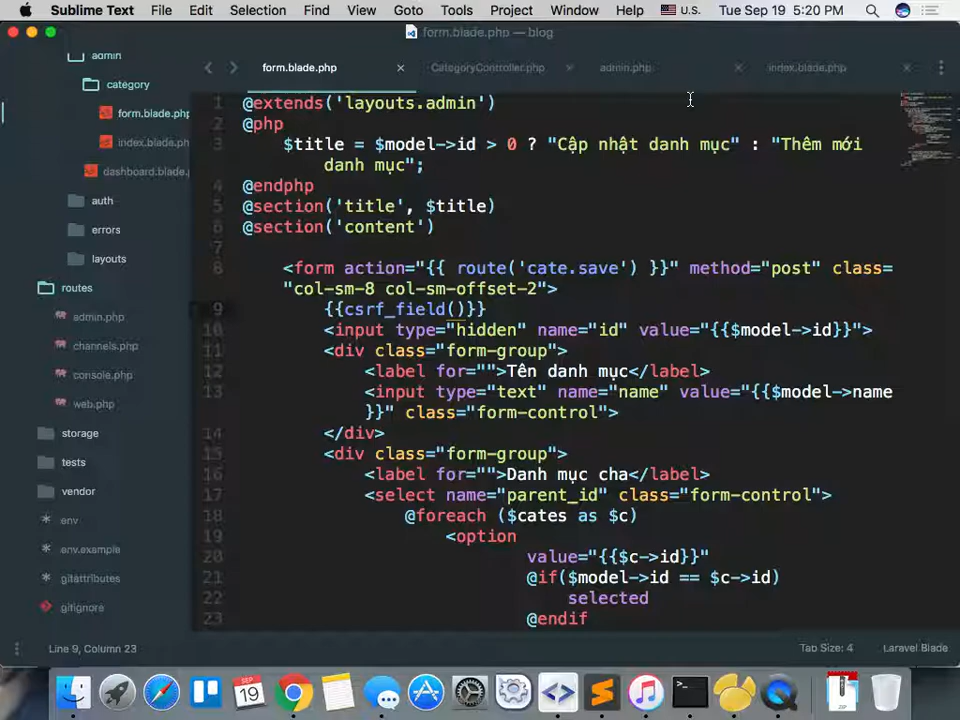 Sublime Text File Edit Selection Find View Goto Tools Project Window Help U.S. Tue Sep 19 5:20 PM
form.blade.php — blog
admin
category
form.blade.php
index.blade.ph
dashboard.blade.
auth
errors
layouts
routes
admin.php
channels.php
console.php
web.php
storage
tests
vendor
env
env.example
gitattributes
gitignore
form.blade.php CategoryController.php admin.php index.blade.php
1 @extends('layouts.admin')
2 @php
3 $title = $model->id > 0 ? "Cập nhật danh mục" : "Thêm mới
danh mục";
4 @endphp
5 @section('title', $title)
6 @section('content')
7
8 <form action="{{ route('cate.save') }}" method="post" class=
"col-sm-8 col-sm-offset-2">
9 {{csrf_field()}}
10 <input type="hidden" name="id" value="{{$model->id}}">
11 <div class="form-group">
12 <label for="">Tên danh mục</label>
13 <input type="text" name="name" value="{{$model->name
}}" class="form-control">
14 </div>
15 <div class="form-group">
16 <label for="">Danh mục cha</label>
17 <select name="parent_id" class="form-control">
18 @foreach ($cates as $c)
19 <option
20 value="{{$c->id}}"
21 @if($model->id == $c->id)
22 selected
23 @endif
Line 9, Column 23 Tab Size: 4 Laravel Blade
SEP
19
ZIP